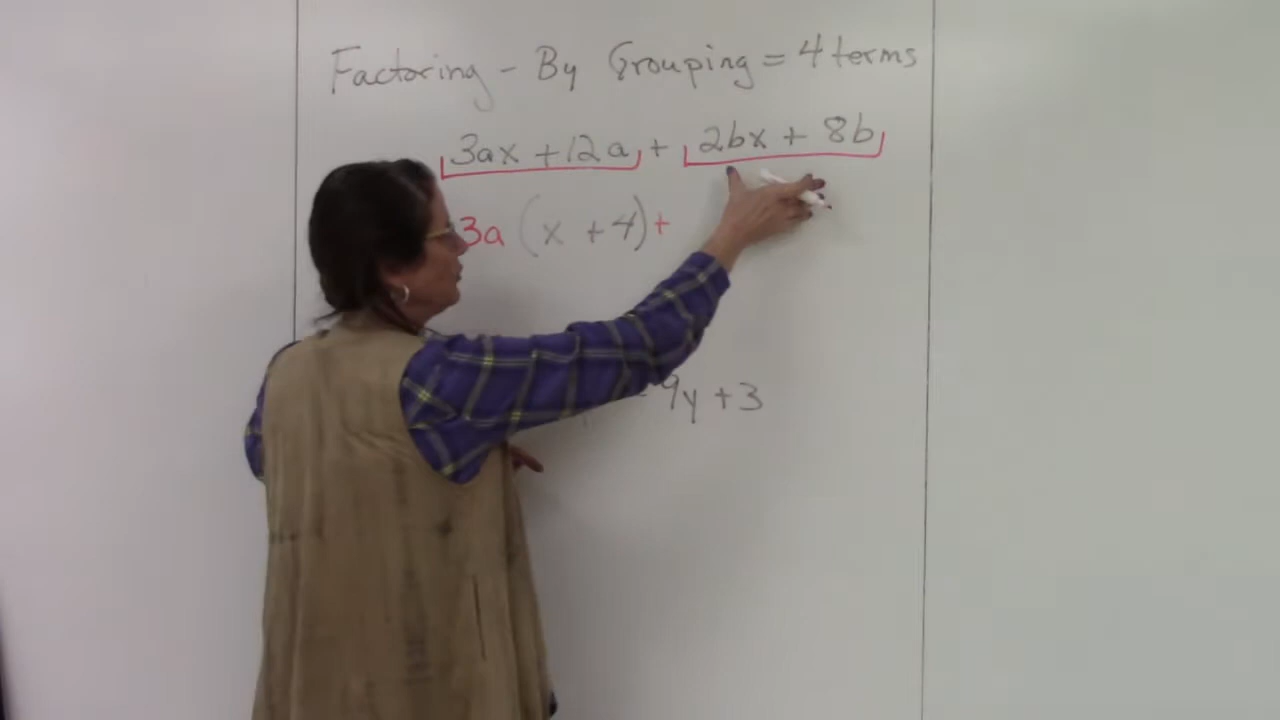 Factoring - By Grouping = 4 terms
3ax + 12a + 2bx + 8b
3a (x + 4) +
9y + 3